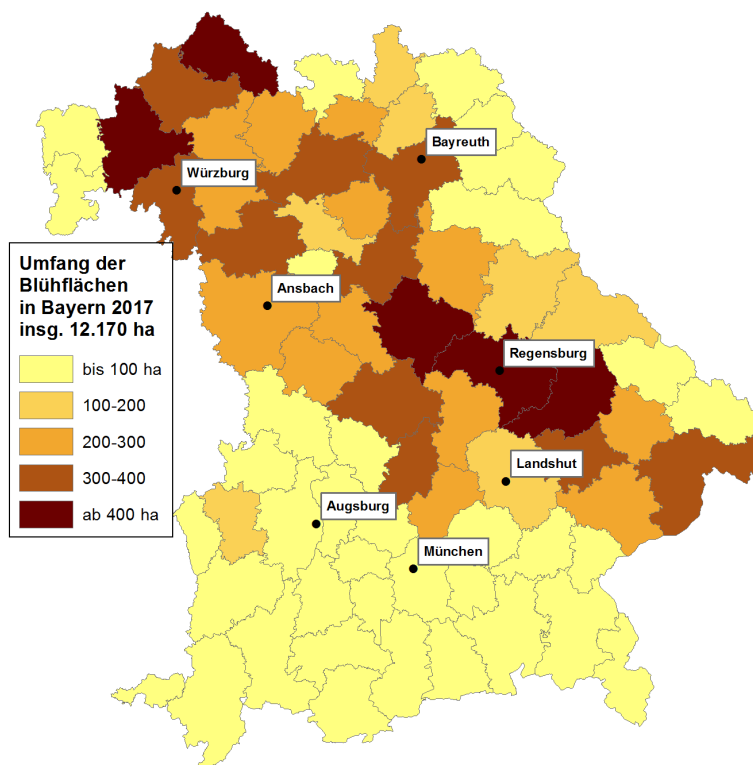 Bayreuth
Würzburg
Umfang der
Blühflächen
in Bayern 2017
insg. 12.170 ha
bis 100 ha
100-200
200-300
300-400
ab 400 ha
Ansbach
Regensburg
Landshut
Augsburg
München